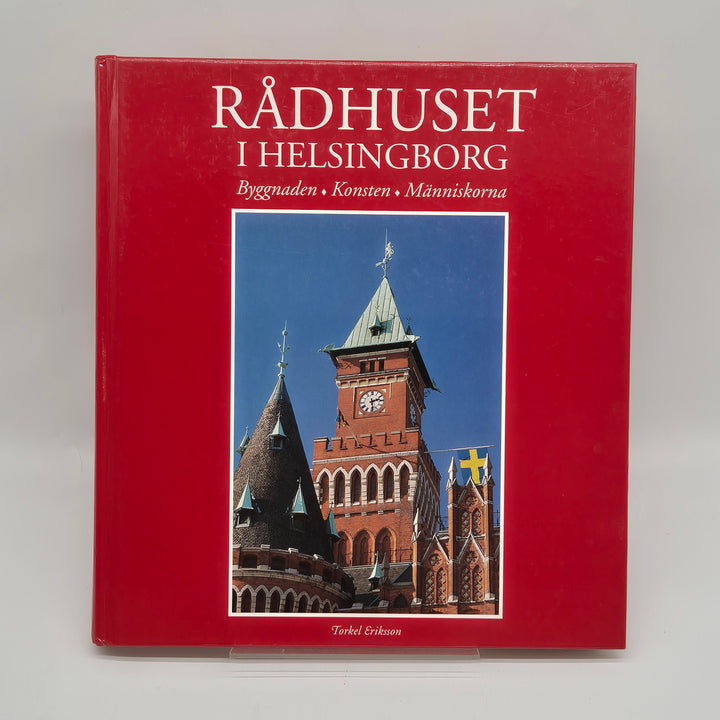 RÅDHUSET
I HELSINGBORG
Byggnaden ♦ Konsten ♦ Människorna
Torkel Eriksson